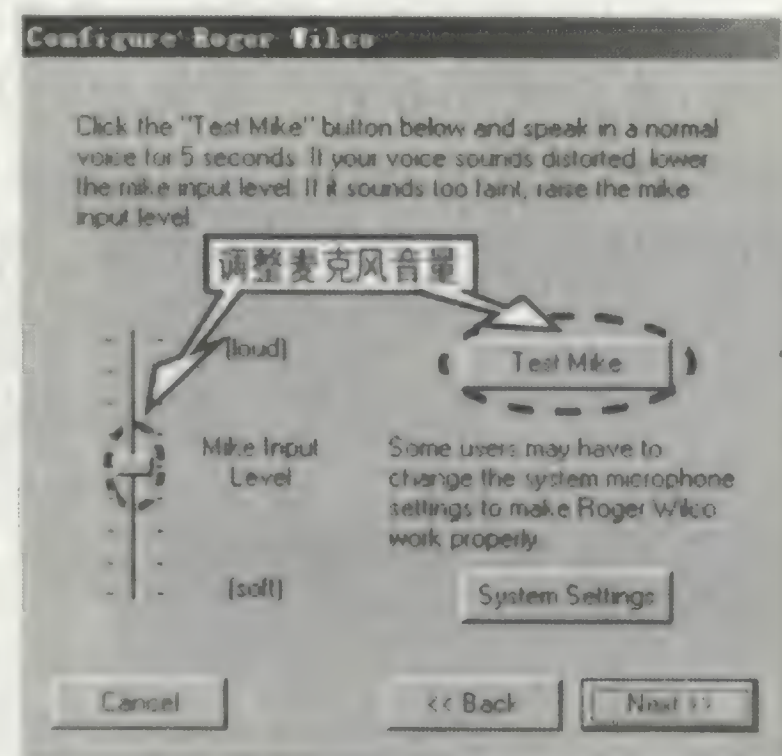 Configure Roger Wilco
Click the "Test Mike" button below and speak in a normal
voice for 5 seconds. If your voice sounds distorted, lower
the mike input level. If it sounds too faint, raise the mike
input level.
调整麦克风音量
(loud)
Test Mike
Mike Input
Level
Some users may have to
change the system microphone
settings to make Roger Wilco
work properly.
(soft)
System Settings
Cancel
<< Back
Next >>